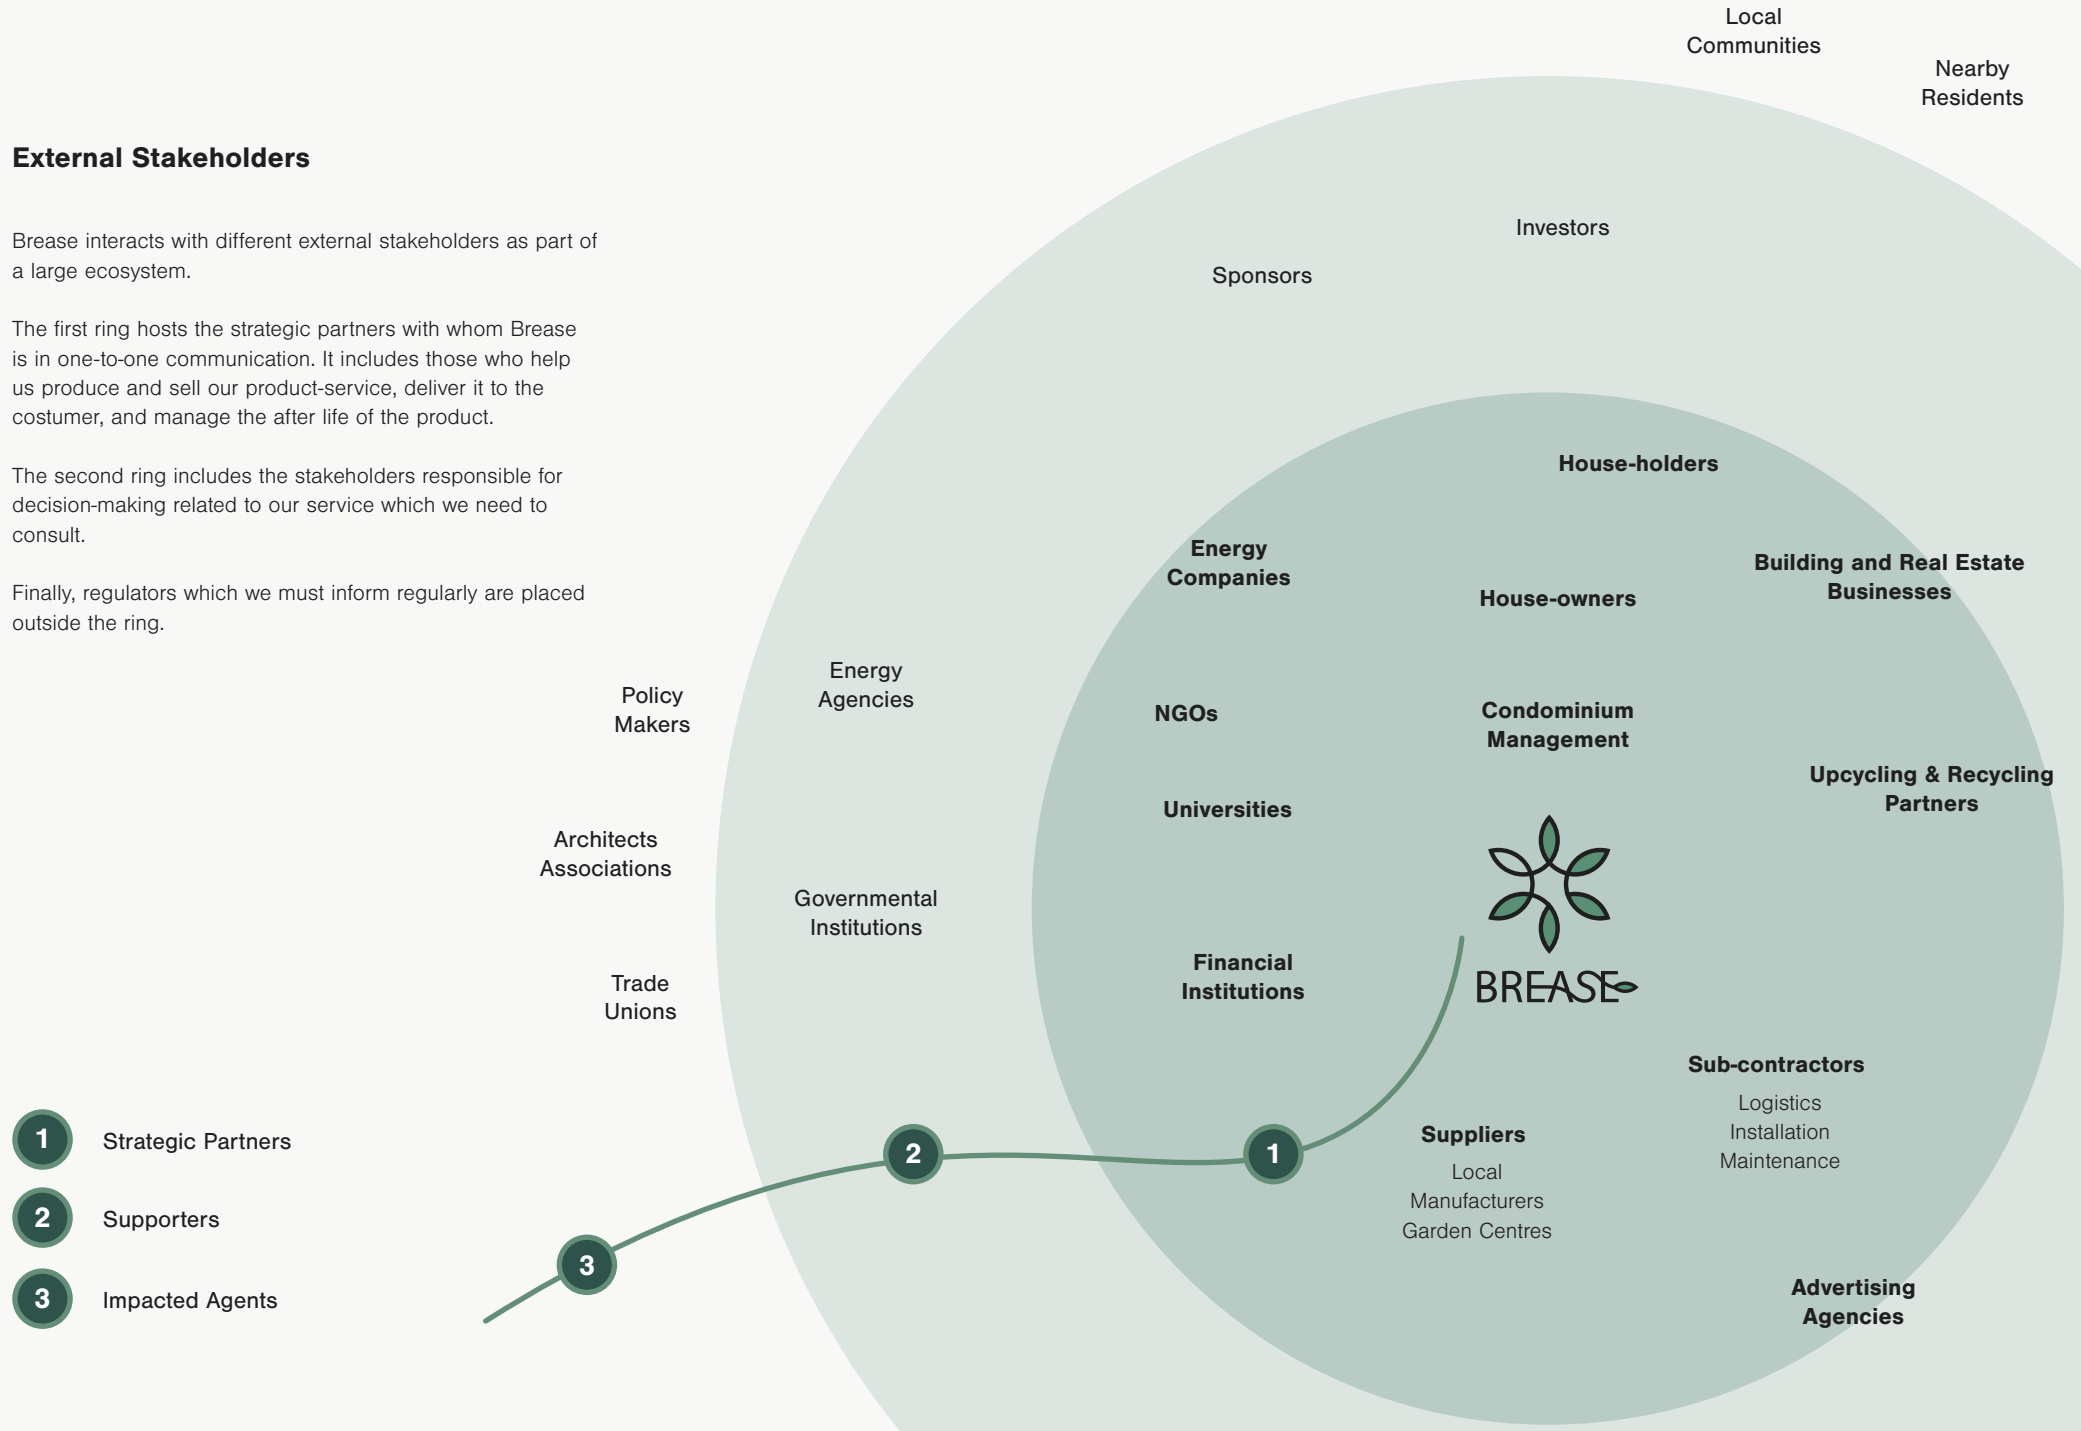 External Stakeholders
Brease interacts with different external stakeholders as part of
a large ecosystem.
The first ring hosts the strategic partners with whom Brease
is in one-to-one communication. It includes those who help
us produce and sell our product-service, deliver it to the
costumer, and manage the after life of the product.
The second ring includes the stakeholders responsible for
decision-making related to our service which we need to
consult.
Finally, regulators which we must inform regularly are placed
outside the ring.
1
Strategic Partners
2
Supporters
3
Impacted Agents
Local
Communities
Nearby
Residents
Policy
Makers
Architects
Associations
Trade
Unions
3
Investors
Sponsors
Energy
Agencies
Governmental
Institutions
2
House-holders
Energy
Companies
House-owners
Building and Real Estate
Businesses
NGOs
Condominium
Management
Upcycling & Recycling
Partners
Universities
Financial
Institutions
BREASE
1
Sub-contractors
Logistics
Installation
Maintenance
Suppliers
Local
Manufacturers
Garden Centres
Advertising
Agencies